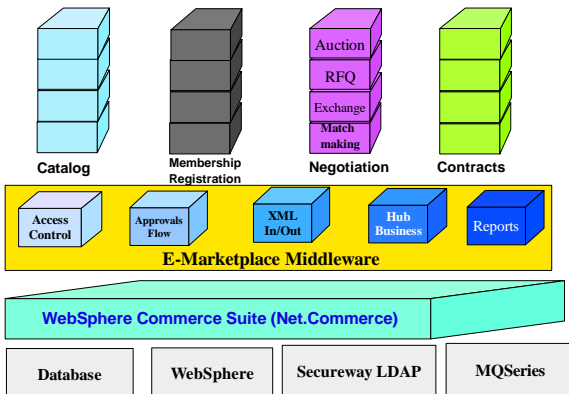 Auction
RFQ
Exchange
Match
making
Catalog
Membership
Registration
Negotiation
Contracts
Access
Control
Approvals
Flow
XML
In/Out
Hub
Business
Reports
E-Marketplace Middleware
WebSphere Commerce Suite (Net.Commerce)
Database
WebSphere
Secureway LDAP
MQSeries